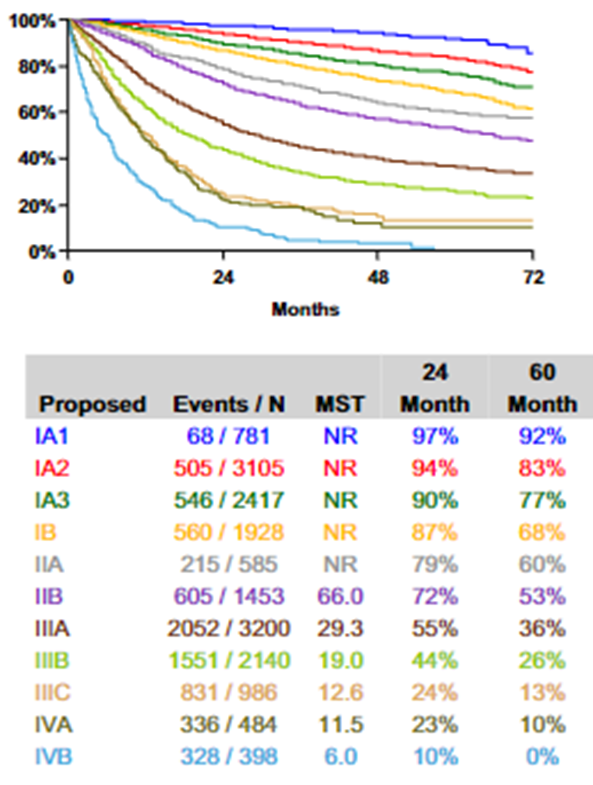 100%
80%
60%
40%
20%
0%
0 24 48 72
Months
24 60
Proposed Events / N MST Month Month
IA1 68 / 781 NR 97% 92%
IA2 505 / 3105 NR 94% 83%
IA3 546 / 2417 NR 90% 77%
IB 560 / 1928 NR 87% 68%
IIA 215 / 585 NR 79% 60%
IIB 605 / 1453 66.0 72% 53%
IIIA 2052 / 3200 29.3 55% 36%
IIIB 1551 / 2140 19.0 44% 26%
IIIC 831 / 986 12.6 24% 13%
IVA 336 / 484 11.5 23% 10%
IVB 328 / 398 6.0 10% 0%